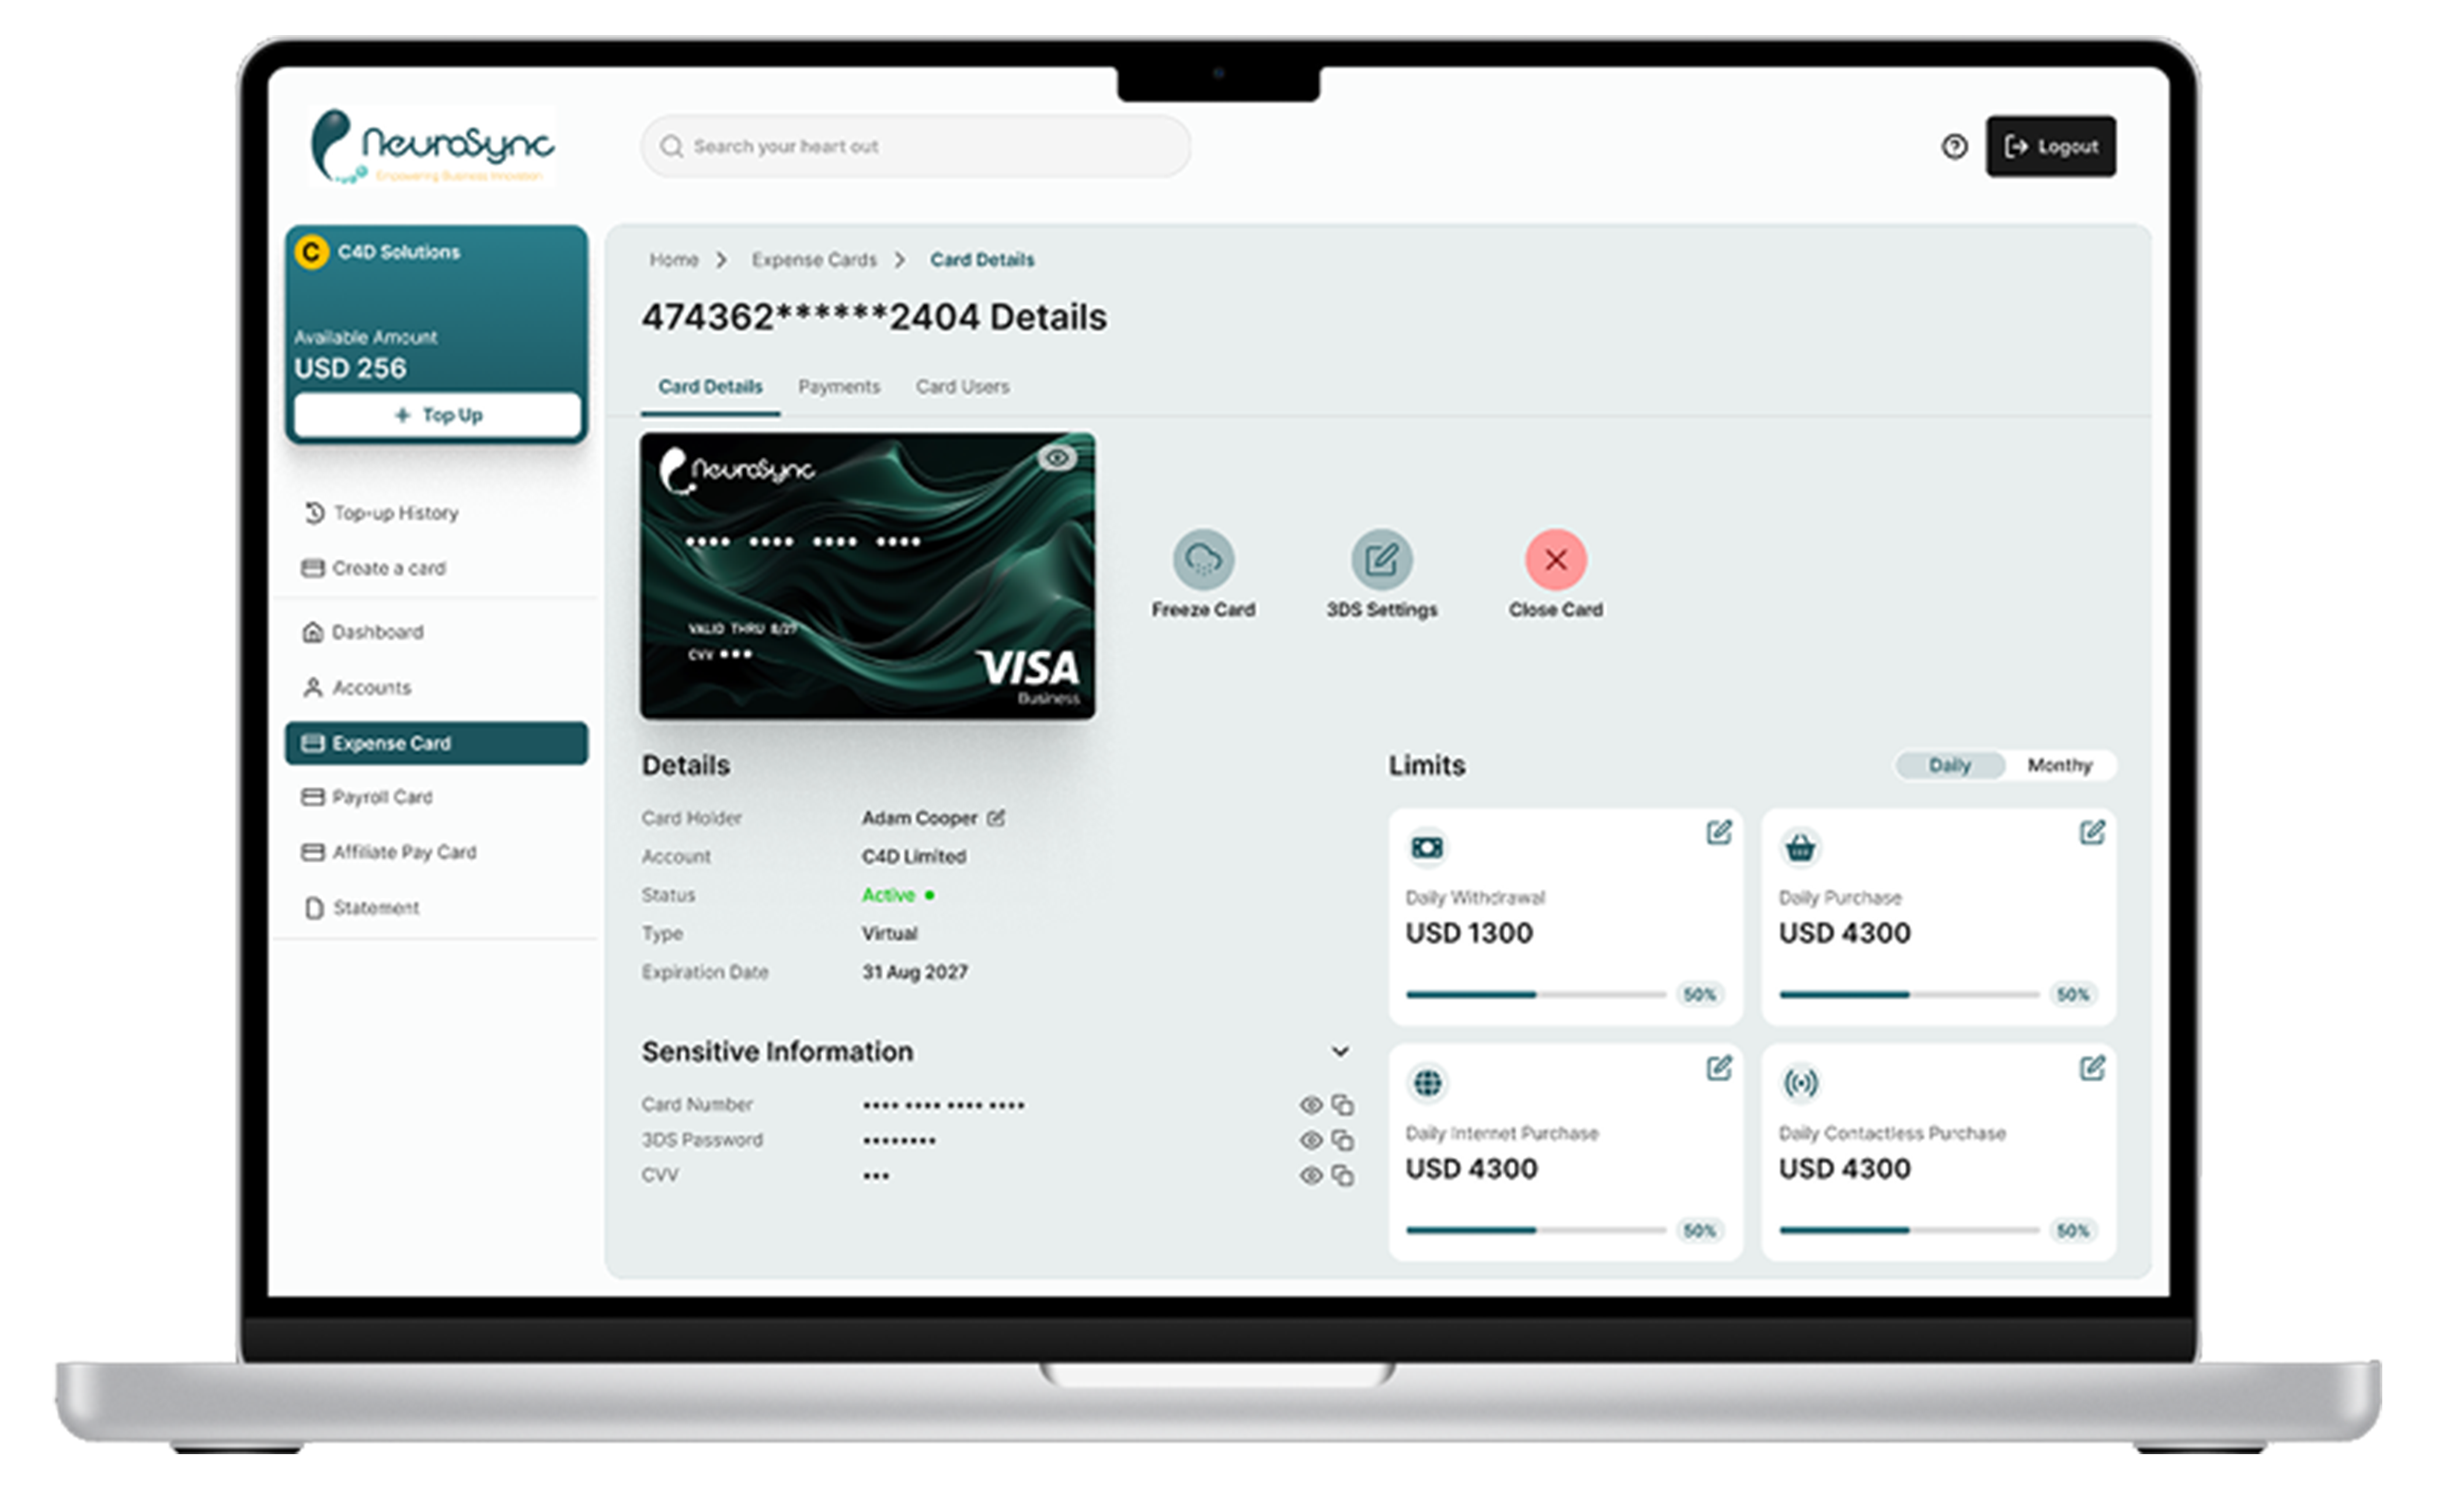 NeuroSync
Empowering Business Innovation
Search your heart out
Logout
C C4D Solutions
Available Amount
USD 256
+ Top Up
Top-up History
Create a card
Dashboard
Accounts
Expense Card
Payroll Card
Affiliate Pay Card
Statement
Home > Expense Cards > Card Details
474362******2404 Details
Card Details Payments Card Users
NeuroSync
•••• •••• •••• ••••
VALID THRU 8/27
CVV •••
VISA
Business
Freeze Card 3DS Settings Close Card
Details
Card Holder Adam Cooper
Account C4D Limited
Status Active
Type Virtual
Expiration Date 31 Aug 2027
Sensitive Information
Card Number •••• •••• •••• ••••
3DS Password ••••••••
CVV •••
Limits
Daily Monthy
Daily Withdrawal
USD 1300
50%
Daily Purchase
USD 4300
50%
Daily Internet Purchase
USD 4300
50%
Daily Contactless Purchase
USD 4300
50%